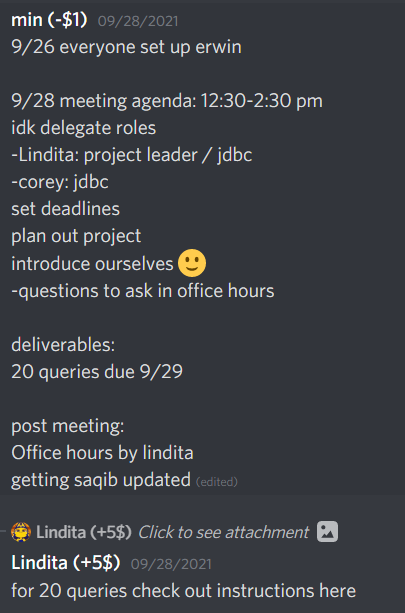 min (-$1) 09/28/2021
9/26 everyone set up erwin
9/28 meeting agenda: 12:30-2:30 pm
idk delegate roles
-Lindita: project leader / jdbc
-corey: jdbc
set deadlines
plan out project
introduce ourselves 🙂
-questions to ask in office hours
deliverables:
20 queries due 9/29
post meeting:
Office hours by lindita
getting saqib updated (edited)
Lindita (+5$) Click to see attachment
Lindita (+5$) 09/28/2021
for 20 queries check out instructions here